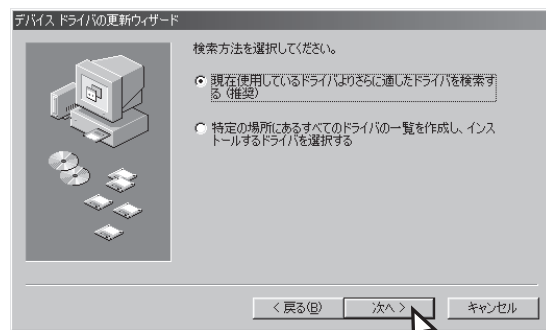 デバイス ドライバの更新ウィザード
検索方法を選択してください。
現在使用しているドライバよりさらに適したドライバを検索す
る (推奨)
特定の場所にあるすべてのドライバの一覧を作成し、インス
トールするドライバを選択する
< 戻る(B)
次へ >
キャンセル